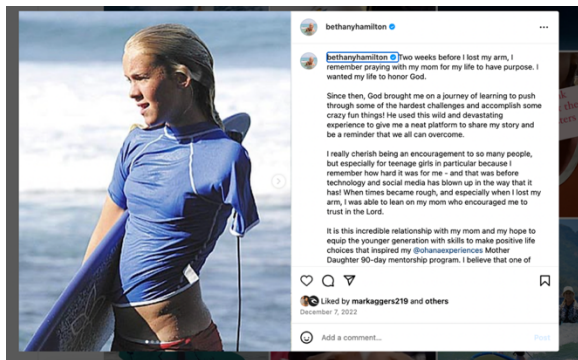 bethanyhamilton
bethanyhamilton Two weeks before I lost my arm, I
remember praying with my mom for my life to have purpose. I
wanted my life to honor God.
Since then, God brought me on a journey of learning to push
through some of the hardest challenges and accomplish some
crazy fun things! He used this wild and devastating
experience to give me a neat platform to share my story and
be a reminder that we all can overcome.
I really cherish being an encouragement to so many people,
but especially for teenage girls in particular because I
remember how hard it was for me - and that was before
technology and social media has blown up in the way that it
has! When times became rough, and especially when I lost my
arm, I was able to lean on my mom who encouraged me to
trust in the Lord.
It is this incredible relationship with my mom and my hope to
equip the younger generation with skills to make positive life
choices that inspired my @ohanaexperiences Mother
Daughter 90-day mentorship program. I believe that one of
Liked by markaggers219 and others
December 7, 2022
Add a comment...
Post